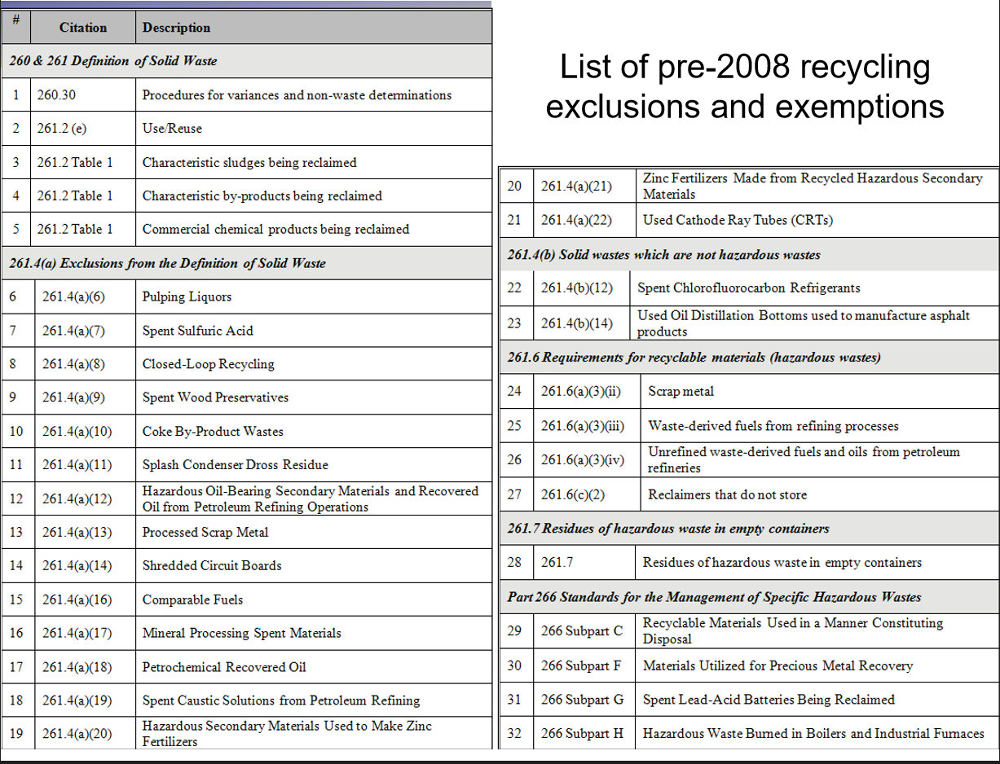 # Citation Description
260 & 261 Definition of Solid Waste
1 260.30 Procedures for variances and non-waste determinations
2 261.2 (e) Use/Reuse
3 261.2 Table 1 Characteristic sludges being reclaimed
4 261.2 Table 1 Characteristic by-products being reclaimed
5 261.2 Table 1 Commercial chemical products being reclaimed
261.4(a) Exclusions from the Definition of Solid Waste
6 261.4(a)(6) Pulping Liquors
7 261.4(a)(7) Spent Sulfuric Acid
8 261.4(a)(8) Closed-Loop Recycling
9 261.4(a)(9) Spent Wood Preservatives
10 261.4(a)(10) Coke By-Product Wastes
11 261.4(a)(11) Splash Condenser Dross Residue
12 261.4(a)(12) Hazardous Oil-Bearing Secondary Materials and Recovered
Oil from Petroleum Refining Operations
13 261.4(a)(13) Processed Scrap Metal
14 261.4(a)(14) Shredded Circuit Boards
15 261.4(a)(16) Comparable Fuels
16 261.4(a)(17) Mineral Processing Spent Materials
17 261.4(a)(18) Petrochemical Recovered Oil
18 261.4(a)(19) Spent Caustic Solutions from Petroleum Refining
19 261.4(a)(20) Hazardous Secondary Materials Used to Make Zinc
Fertilizers
List of pre-2008 recycling
exclusions and exemptions
20 261.4(a)(21) Zinc Fertilizers Made from Recycled Hazardous Secondary
Materials
21 261.4(a)(22) Used Cathode Ray Tubes (CRTs)
261.4(b) Solid wastes which are not hazardous wastes
22 261.4(b)(12) Spent Chlorofluorocarbon Refrigerants
23 261.4(b)(14) Used Oil Distillation Bottoms used to manufacture asphalt
products
261.6 Requirements for recyclable materials (hazardous wastes)
24 261.6(a)(3)(ii) Scrap metal
25 261.6(a)(3)(iii) Waste-derived fuels from refining processes
26 261.6(a)(3)(iv) Unrefined waste-derived fuels and oils from petroleum
refineries
27 261.6(c)(2) Reclaimers that do not store
261.7 Residues of hazardous waste in empty containers
28 261.7 Residues of hazardous waste in empty containers
Part 266 Standards for the Management of Specific Hazardous Wastes
29 266 Subpart C Recyclable Materials Used in a Manner Constituting
Disposal
30 266 Subpart F Materials Utilized for Precious Metal Recovery
31 266 Subpart G Spent Lead-Acid Batteries Being Reclaimed
32 266 Subpart H Hazardous Waste Burned in Boilers and Industrial Furnaces